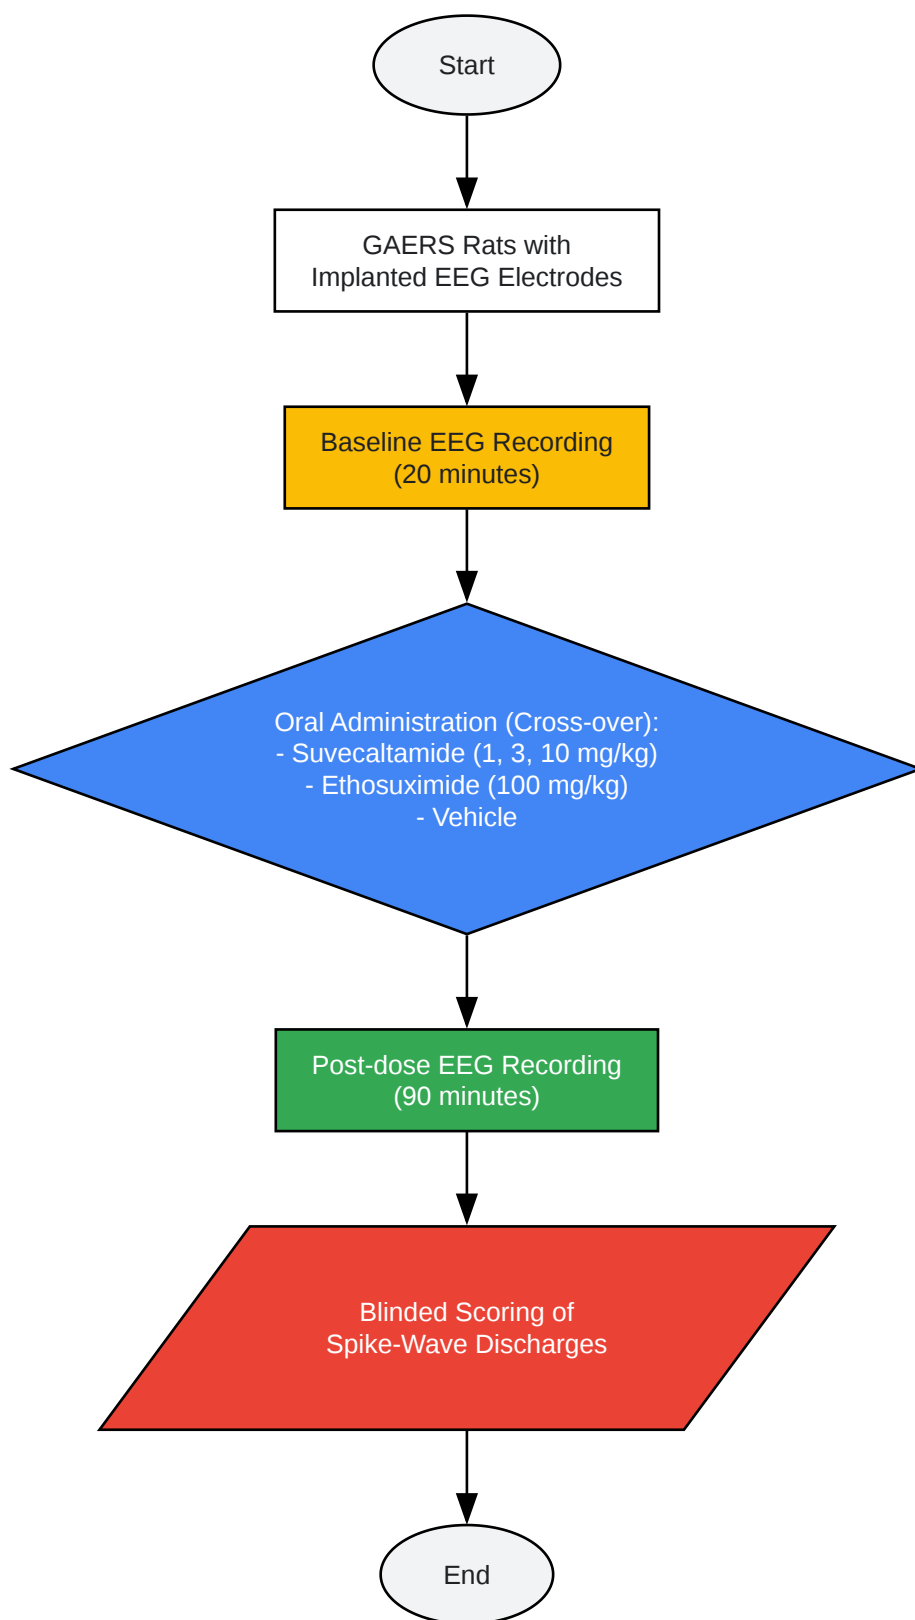 Start
GAERS Rats with
Implanted EEG Electrodes
Baseline EEG Recording
(20 minutes)
Oral Administration (Cross-over):
- Suvecaltamide (1, 3, 10 mg/kg)
- Ethosuximide (100 mg/kg)
- Vehicle
Post-dose EEG Recording
(90 minutes)
Blinded Scoring of
Spike-Wave Discharges
End